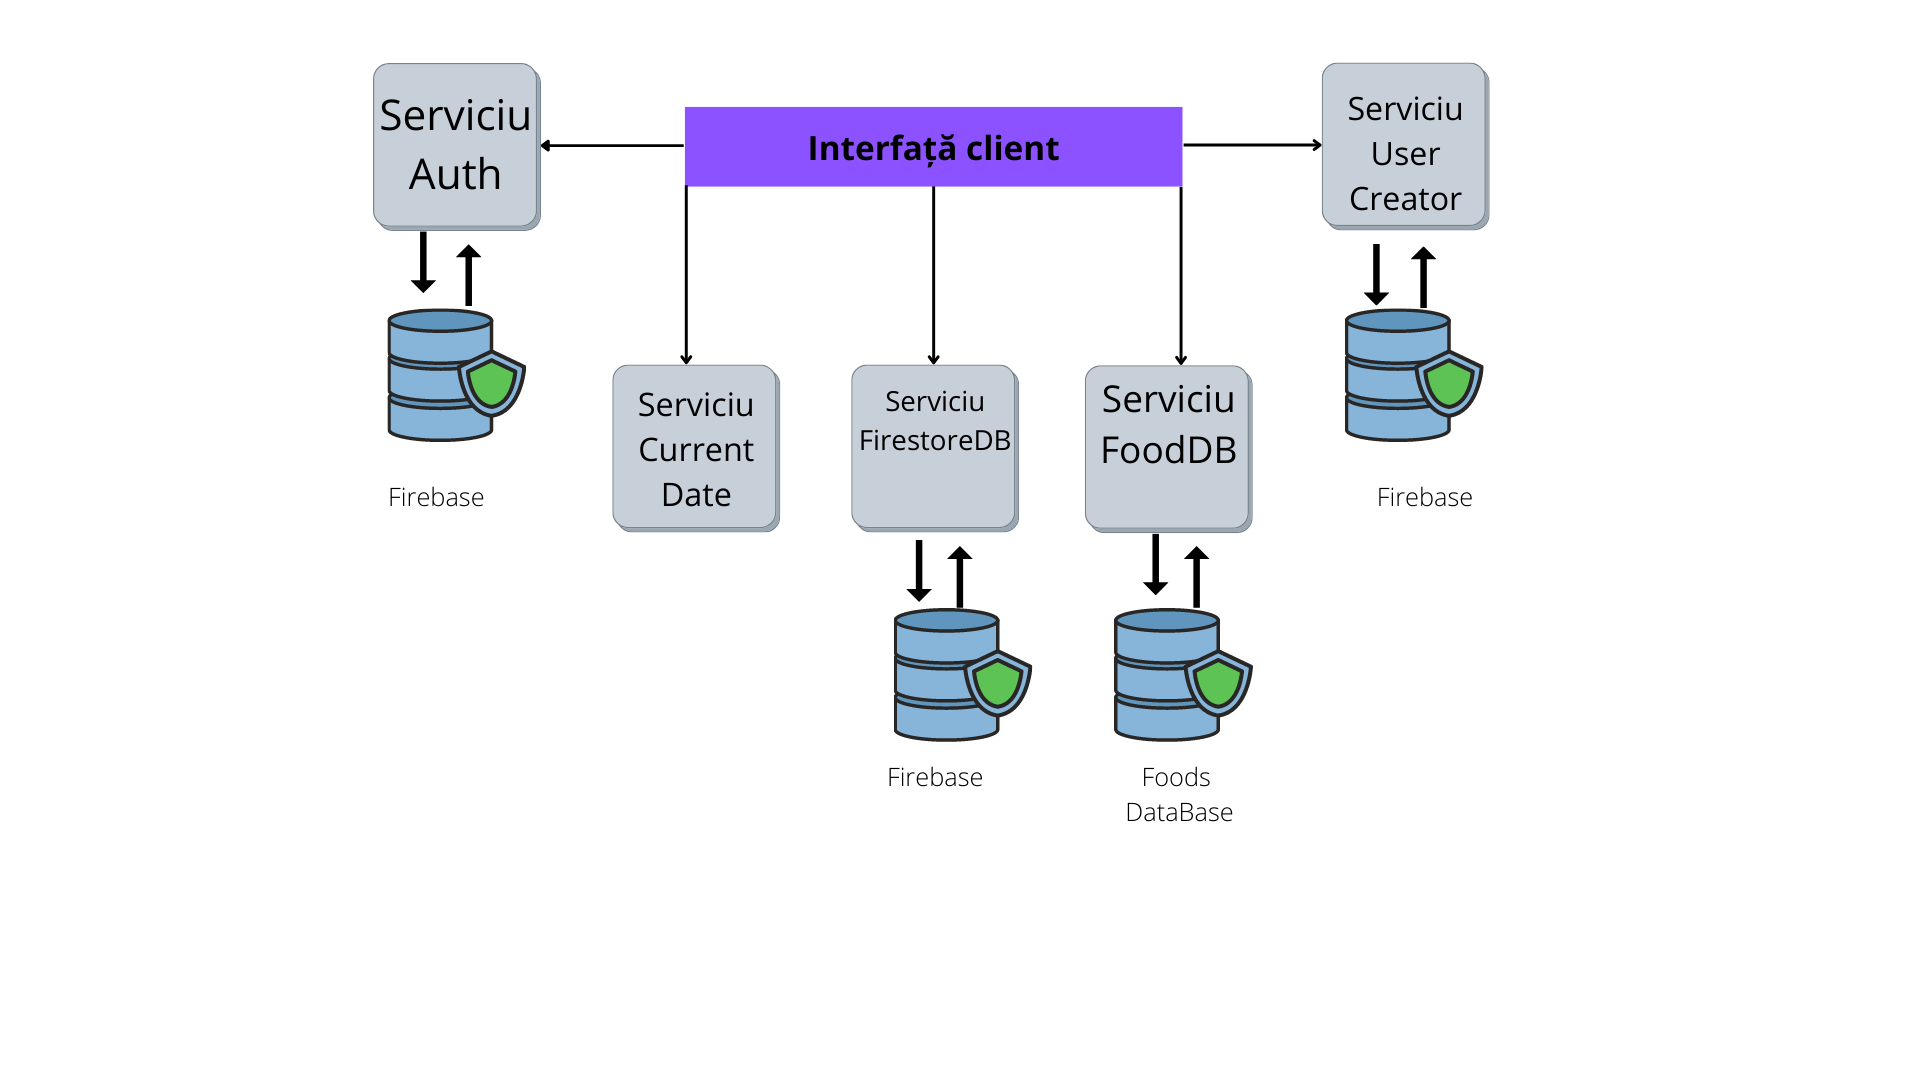 Serviciu
Auth
Interfață client
Serviciu
User
Creator
Serviciu
Current
Date
Serviciu
FirestoreDB
Serviciu
FoodDB
Firebase
Firebase
Firebase
Foods
DataBase